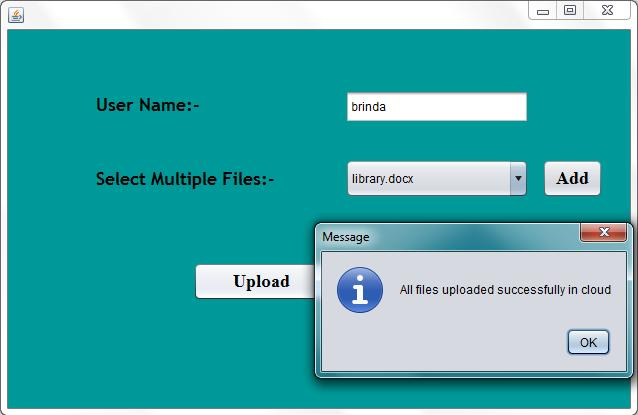 User Name:-
brinda
Select Multiple Files:-
library.docx
Add
Upload
Message
All files uploaded successfully in cloud
OK